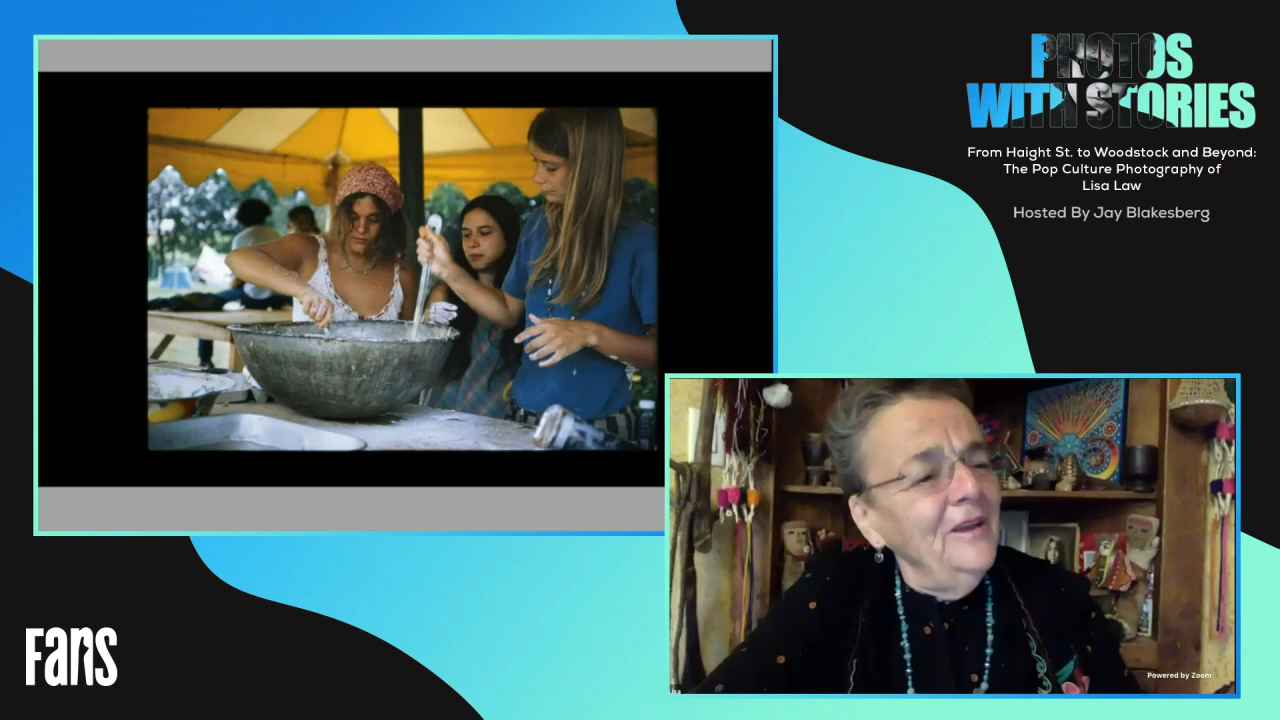 PHOTOS
WITH STORIES
From Haight St. to Woodstock and Beyond:
The Pop Culture Photography of
Lisa Law
Hosted By Jay Blakesberg
Powered by Zoom
Fans